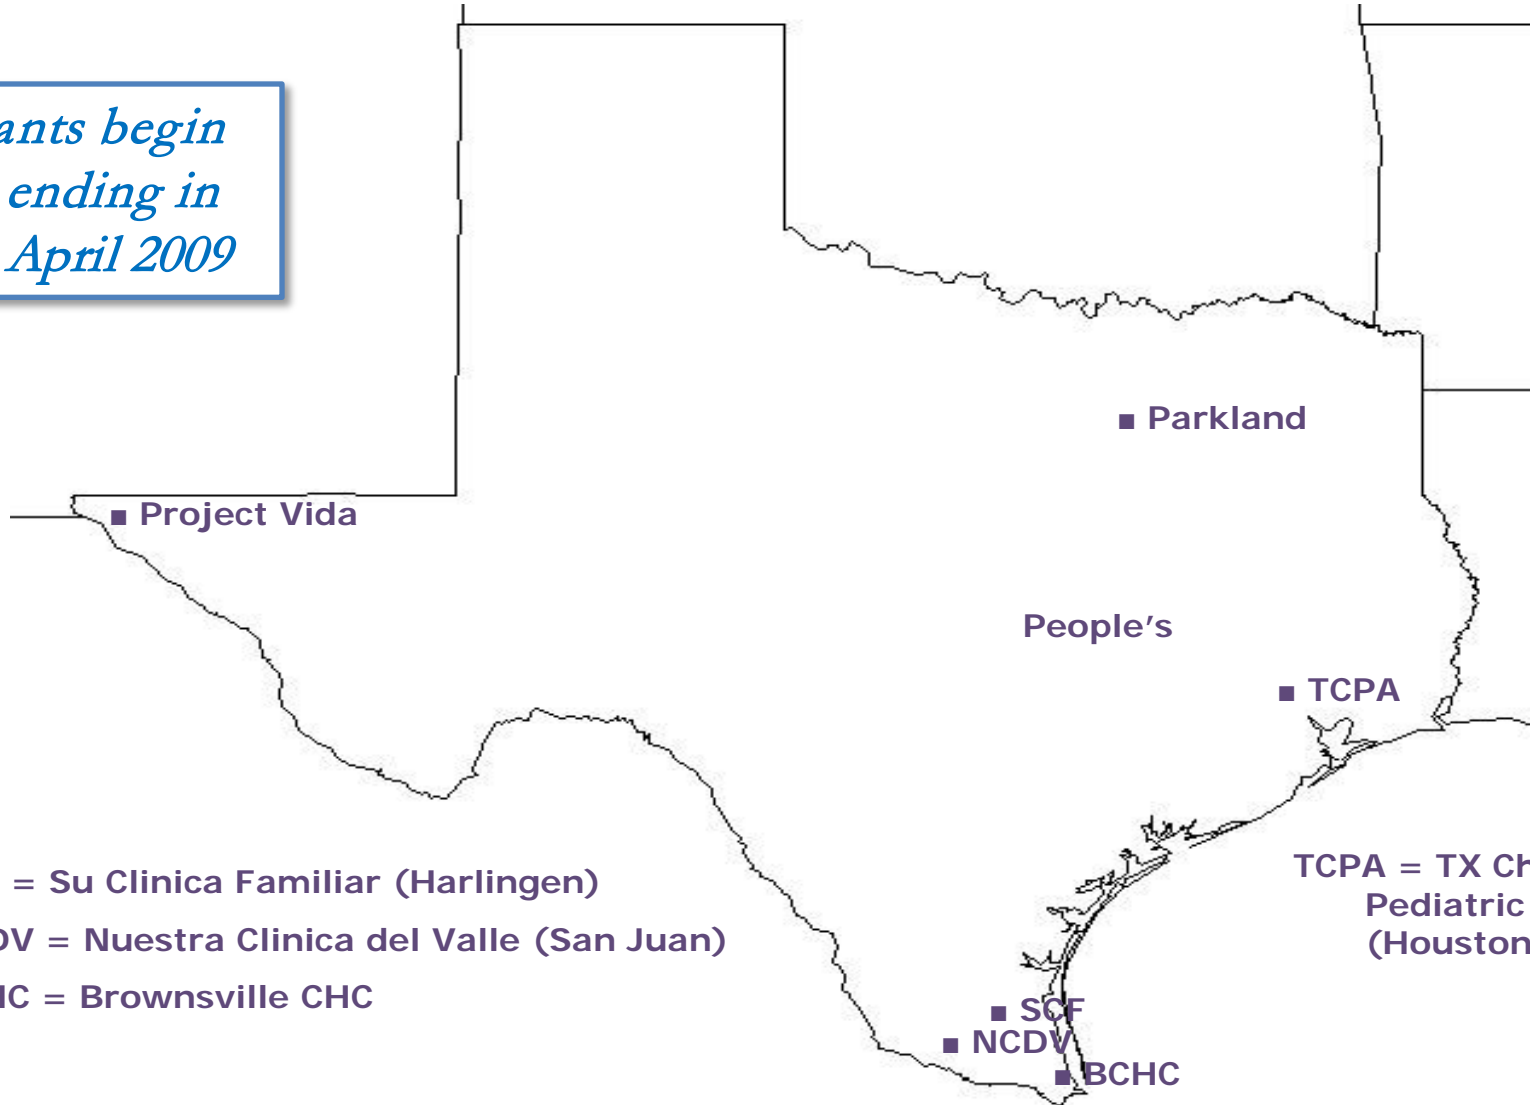 ants begin
ending in
April 2009
■ Parkland
■ Project Vida
People’s
■ TCPA
= Su Clinica Familiar (Harlingen)
TCPA = TX Ch
Pediatric
(Houston
DV = Nuestra Clinica del Valle (San Juan)
HC = Brownsville CHC
■ SCF
■ NCDV
■ BCHC